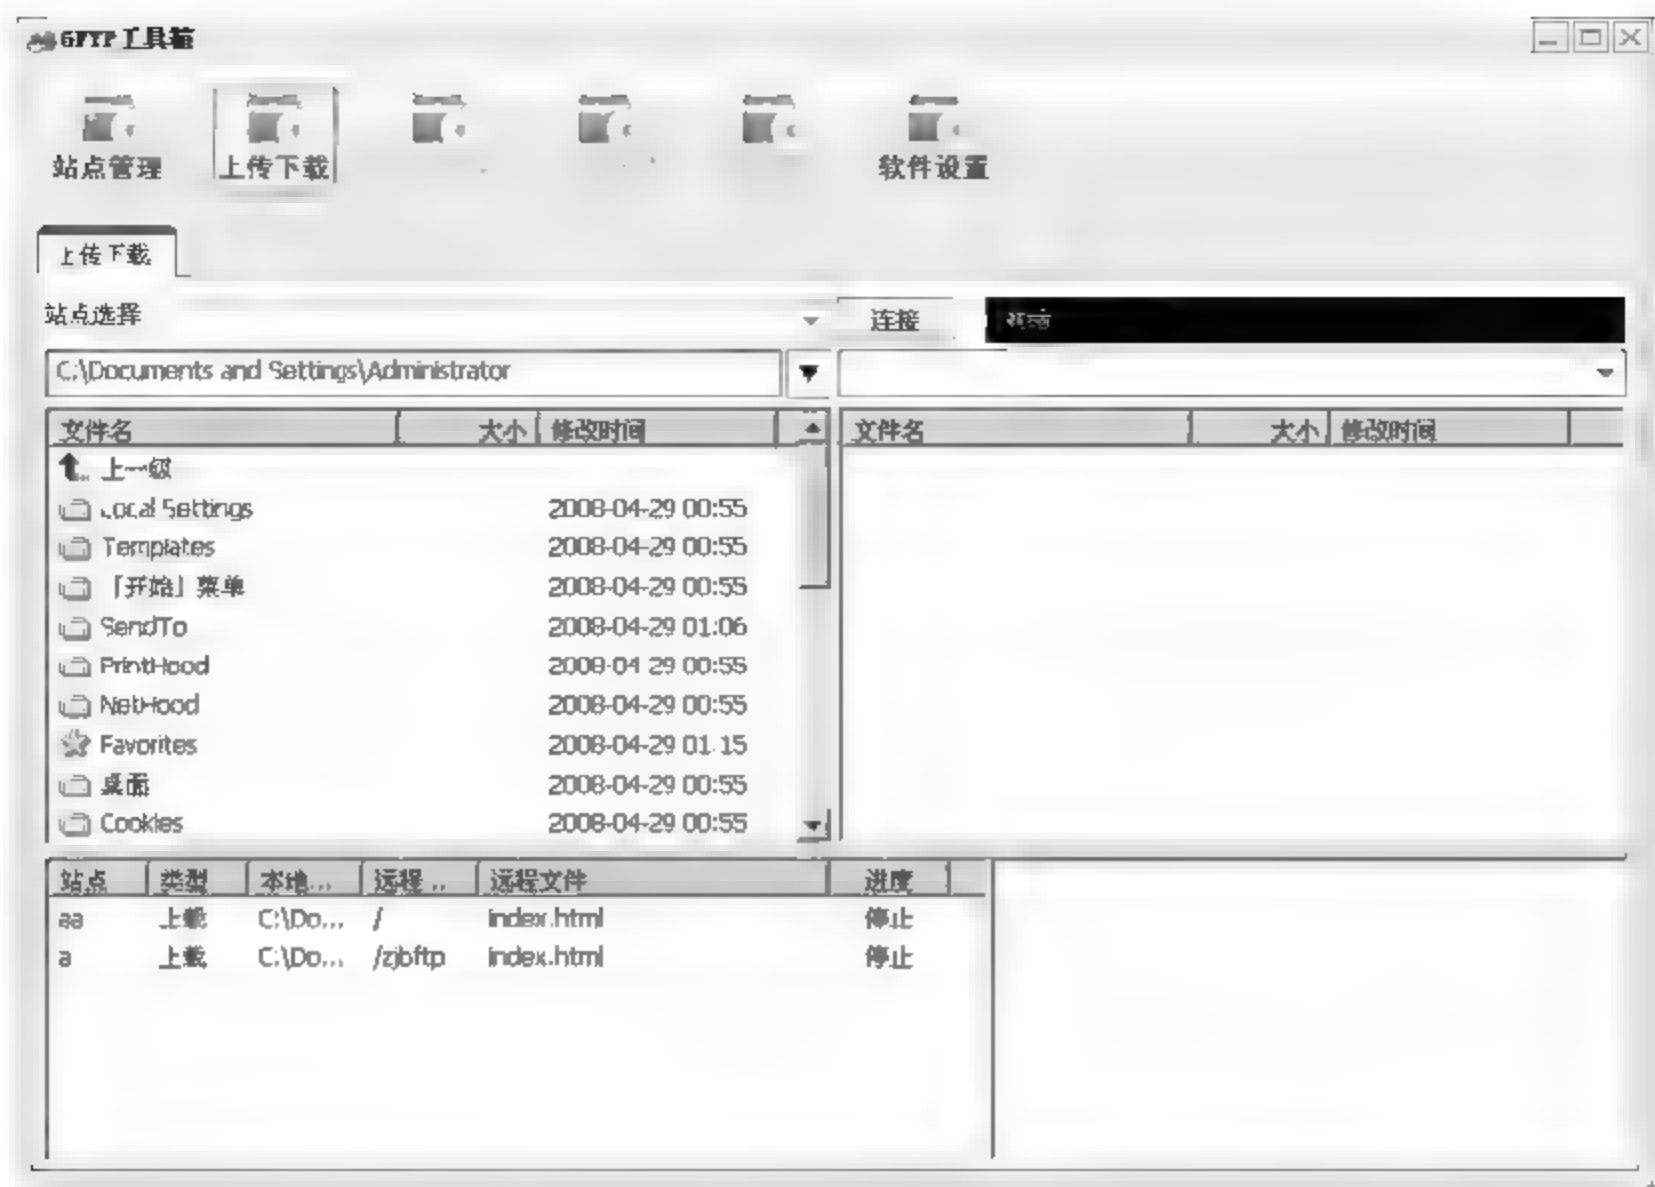 GFTP工具箱
站点管理 上传下载 软件设置
上传下载
站点选择 连接
C:\Documents and Settings\Administrator
文件名 大小 修改时间 文件名 大小 修改时间
上一级
Local Settings 2008-04-29 00:55
Templates 2008-04-29 00:55
「开始」菜单 2008-04-29 00:55
SendTo 2008-04-29 01:06
PrintHood 2008-04-29 00:55
NetHood 2008-04-29 00:55
Favorites 2008-04-29 01:15
桌面 2008-04-29 00:55
Cookies 2008-04-29 00:55
站点 类型 本地... 远程... 远程文件 进度
aa 上载 C:\Do... / index.html 停止
a 上载 C:\Do... /zjbftp index.html 停止